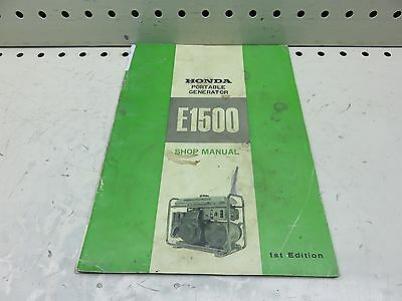 HONDA
PORTABLE
GENERATOR
E1500
SHOP MANUAL
1st Edition